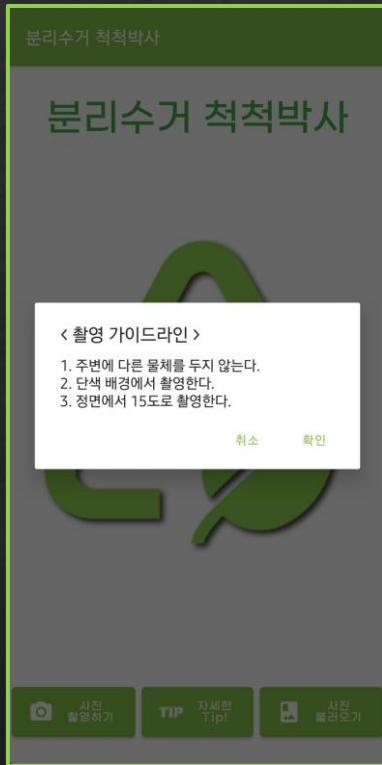 분리수거 척척박사
분리수거 척척박사
< 촬영 가이드라인 >
1. 주변에 다른 물체를 두지 않는다.
2. 단색 배경에서 촬영한다.
3. 정면에서 15도로 촬영한다.
취소 확인
사진
촬영하기
TIP 자세한
Tip!
사진
불러오기